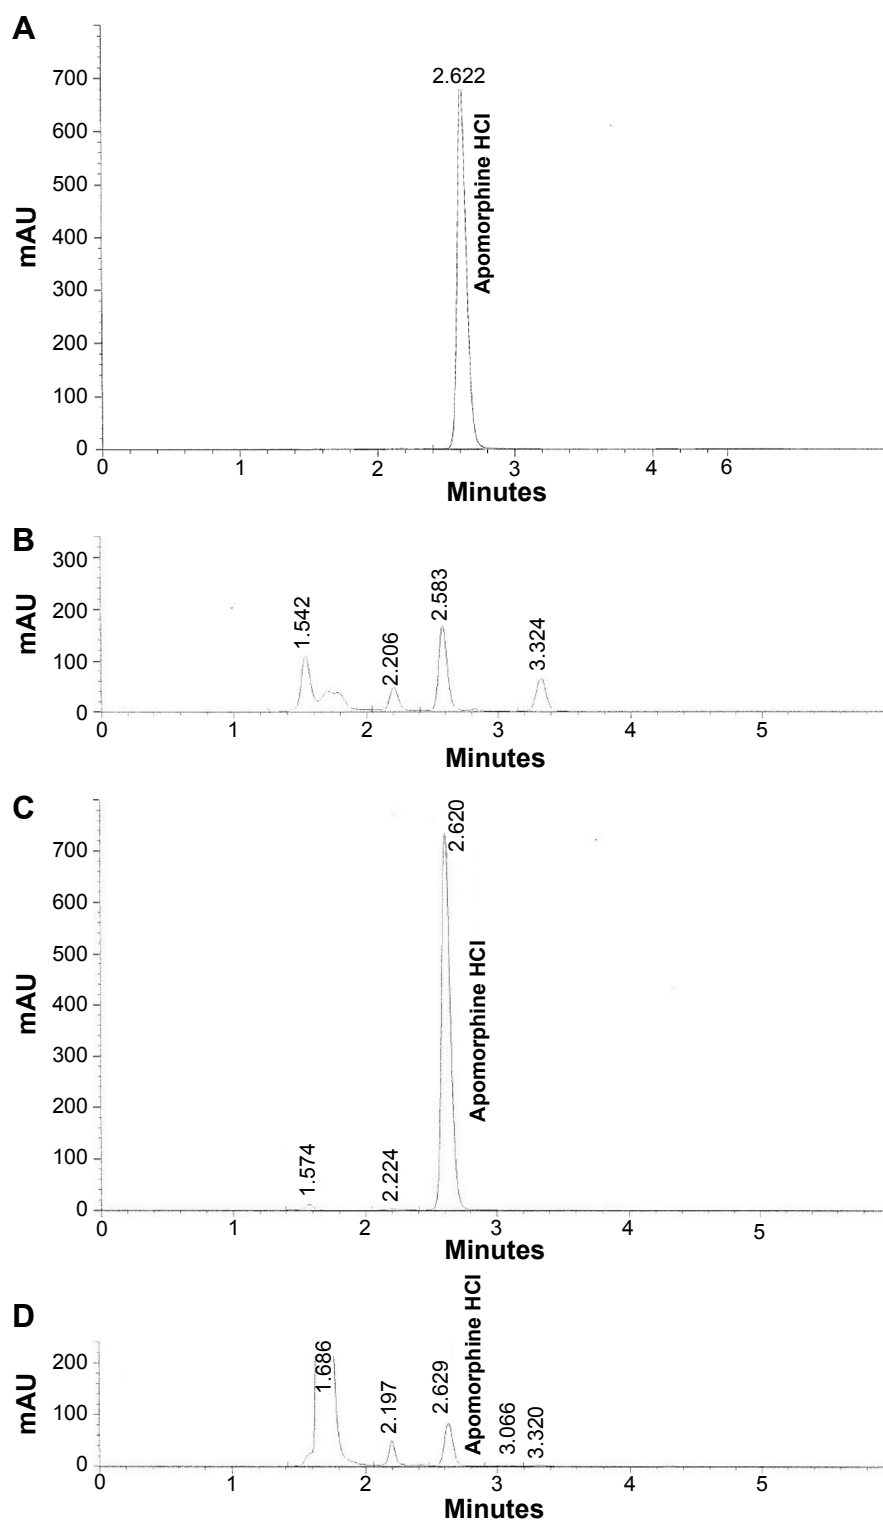 A
mAU
700
600
500
400
300
200
100
0
2.622
Apomorphine HCl
0 1 2 3 4 6
Minutes
B
mAU
300
200
100
0
1.542
2.206
2.583
3.324
0 1 2 3 4 5
Minutes
C
mAU
700
600
500
400
300
200
100
0
1.574
2.224
2.620
Apomorphine HCl
0 1 2 3 4 5
Minutes
D
mAU
200
100
0
1.686
2.197
2.629
Apomorphine HCl
3.066
3.320
0 1 2 3 4 5
Minutes